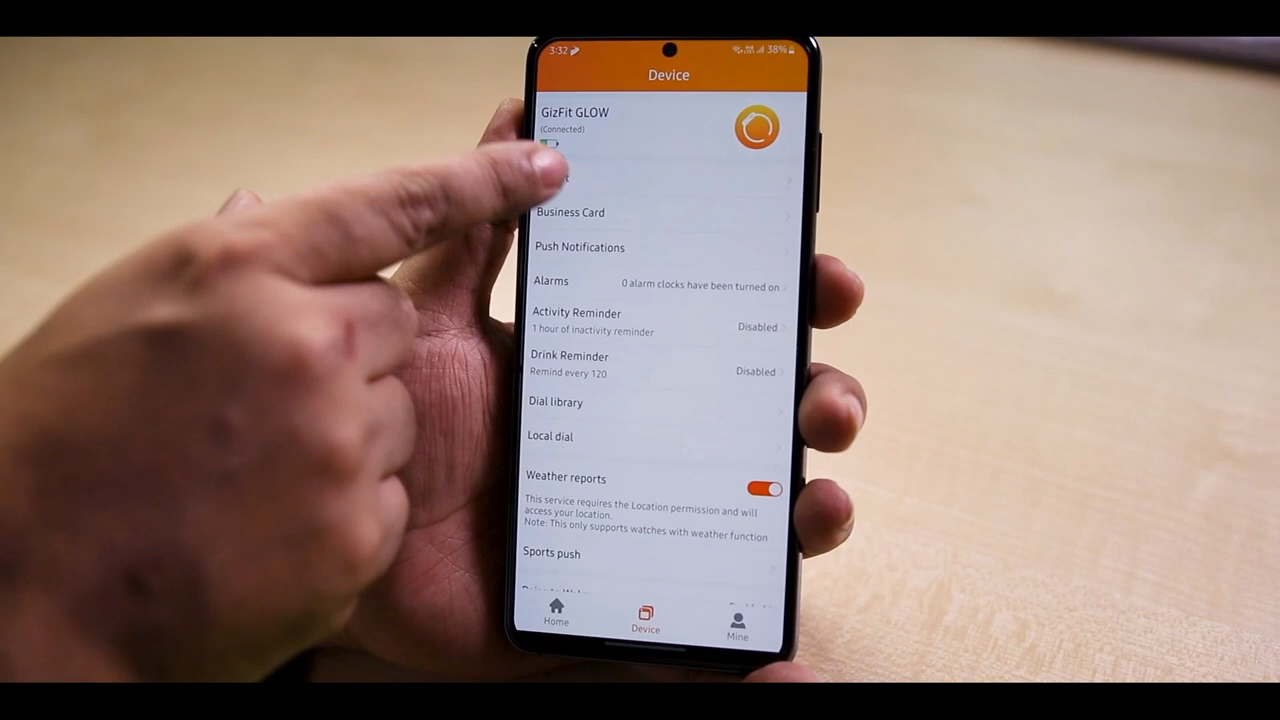 3:32
38%
Device
GizFit GLOW
(Connected)
Business Card
Push Notifications
Alarms
0 alarm clocks have been turned on
Activity Reminder
1 hour of inactivity reminder
Disabled
Drink Reminder
Remind every 120
Disabled
Dial library
Local dial
Weather reports
This service requires the Location permission and will
access your location.
Note: This only supports watches with weather function
Sports push
Home
Device
Mine